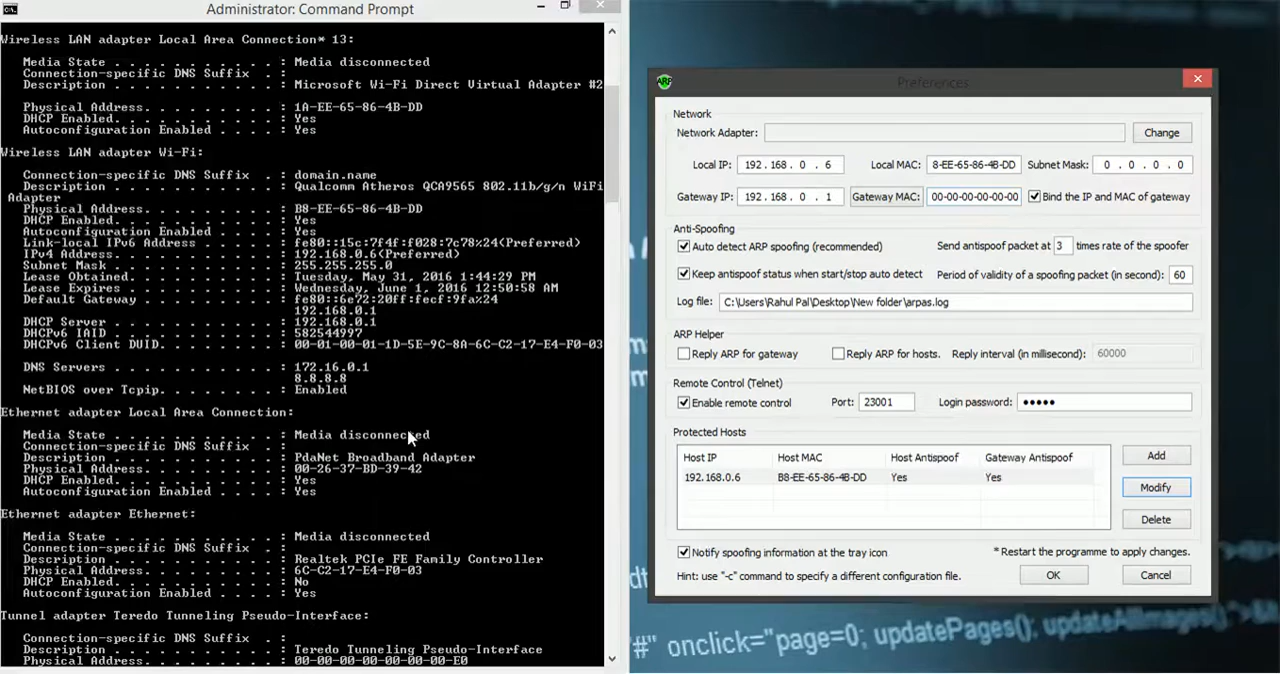 Administrator: Command Prompt
Wireless LAN adapter Local Area Connection* 13:
Media State . . . . . . . . . . . : Media disconnected
Connection-specific DNS Suffix  . :
Description . . . . . . . . . . . : Microsoft Wi-Fi Direct Virtual Adapter #2
Physical Address. . . . . . . . . : 1A-EE-65-86-4B-DD
DHCP Enabled. . . . . . . . . . . : Yes
Autoconfiguration Enabled . . . . : Yes
Wireless LAN adapter Wi-Fi:
Connection-specific DNS Suffix  . : domain.name
Description . . . . . . . . . . . : Qualcomm Atheros QCA9565 802.11b/g/n WiFi
Adapter
Physical Address. . . . . . . . . : B8-EE-65-86-4B-DD
DHCP Enabled. . . . . . . . . . . : Yes
Autoconfiguration Enabled . . . . : Yes
Link-local IPv6 Address . . . . . : fe80::15c:7f4f:f028:7c78%24(Preferred)
IPv4 Address. . . . . . . . . . . : 192.168.0.6(Preferred)
Subnet Mask . . . . . . . . . . . : 255.255.255.0
Lease Obtained. . . . . . . . . . : Tuesday, May 31, 2016 1:44:29 PM
Lease Expires . . . . . . . . . . : Wednesday, June 1, 2016 12:50:58 AM
Default Gateway . . . . . . . . . : fe80::6e72:20ff:fecf:9fa%24
192.168.0.1
DHCP Server . . . . . . . . . . . : 192.168.0.1
DHCPv6 IAID . . . . . . . . . . . : 582544997
DHCPv6 Client DUID. . . . . . . . : 00-01-00-01-1D-5E-9C-8A-6C-C2-17-E4-F0-03
DNS Servers . . . . . . . . . . . : 172.16.0.1
8.8.8.8
NetBIOS over Tcpip. . . . . . . . : Enabled
Ethernet adapter Local Area Connection:
Media State . . . . . . . . . . . : Media disconnected
Connection-specific DNS Suffix  . :
Description . . . . . . . . . . . : PdaNet Broadband Adapter
Physical Address. . . . . . . . . : 00-26-37-BD-39-42
DHCP Enabled. . . . . . . . . . . : Yes
Autoconfiguration Enabled . . . . : Yes
Ethernet adapter Ethernet:
Media State . . . . . . . . . . . : Media disconnected
Connection-specific DNS Suffix  . :
Description . . . . . . . . . . . : Realtek PCIe FE Family Controller
Physical Address. . . . . . . . . : 6C-C2-17-E4-F0-03
DHCP Enabled. . . . . . . . . . . : No
Autoconfiguration Enabled . . . . : Yes
Tunnel adapter Teredo Tunneling Pseudo-Interface:
Connection-specific DNS Suffix  . :
Description . . . . . . . . . . . : Teredo Tunneling Pseudo-Interface
Physical Address. . . . . . . . . : 00-00-00-00-00-00-00-E0
ARP Preferences
Network
Network Adapter: Change
Local IP: 192 . 168 . 0 . 6 Local MAC: 8-EE-65-86-4B-DD Subnet Mask: 0 . 0 . 0 . 0
Gateway IP: 192 . 168 . 0 . 1 Gateway MAC: 00-00-00-00-00-00 Bind the IP and MAC of gateway
Anti-Spoofing
Auto detect ARP spoofing (recommended) Send antispoof packet at 3 times rate of the spoofer
Keep antispoof status when start/stop auto detect Period of validity of a spoofing packet (in second): 60
Log file: C:\Users\Rahul Pal\Desktop\New folder\arpas.log
ARP Helper
Reply ARP for gateway Reply ARP for hosts. Reply interval (in millisecond): 60000
Remote Control (Telnet)
Enable remote control Port: 23001 Login password: •••••
Protected Hosts
Host IP Host MAC Host Antispoof Gateway Antispoof Add
192.168.0.6 B8-EE-65-86-4B-DD Yes Yes Modify
Delete
Notify spoofing information at the tray icon * Restart the programme to apply changes.
Hint: use "-c" command to specify a different configuration file. OK Cancel
"#" onclick="page=0; updatePages(); updateAllImages();">